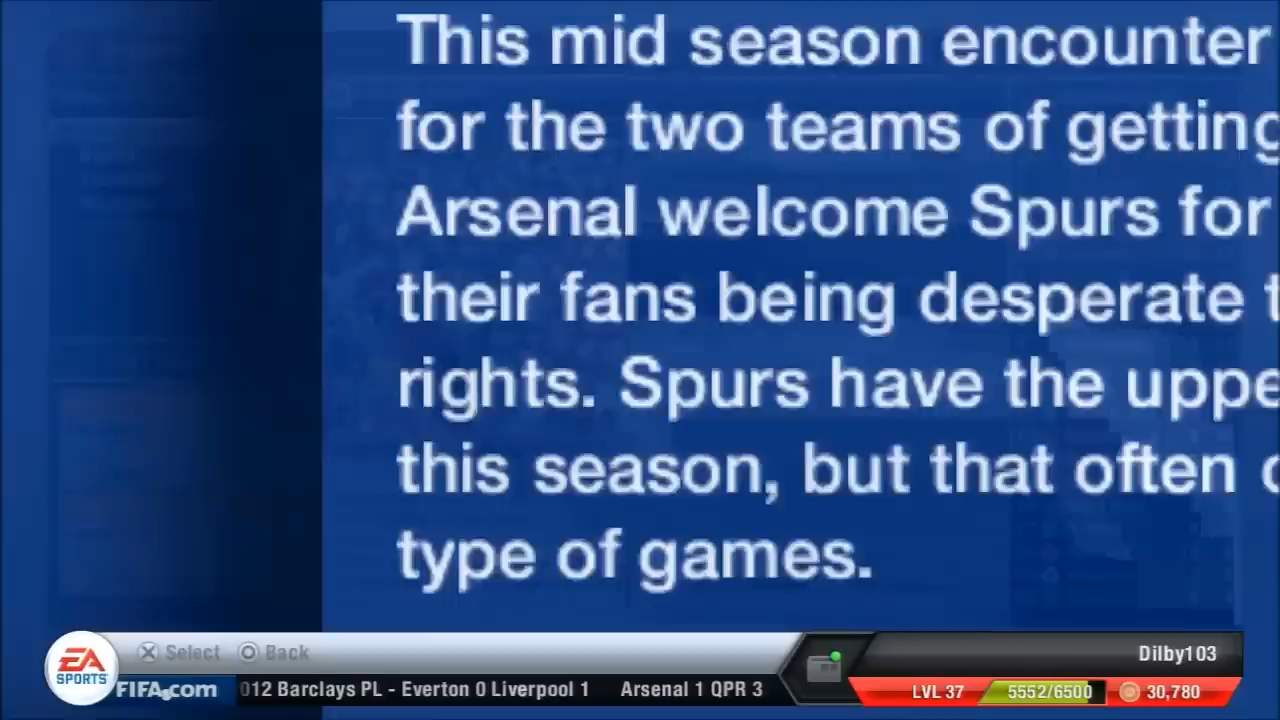 This mid season encounter
for the two teams of getting
Arsenal welcome Spurs for
their fans being desperate t
rights. Spurs have the uppe
this season, but that often
type of games.
Select Back
Dilby103
EA
SPORTS
FIFA.com
012 Barclays PL - Everton 0 Liverpool 1 Arsenal 1 QPR 3
LVL 37 5552/6500 30,780